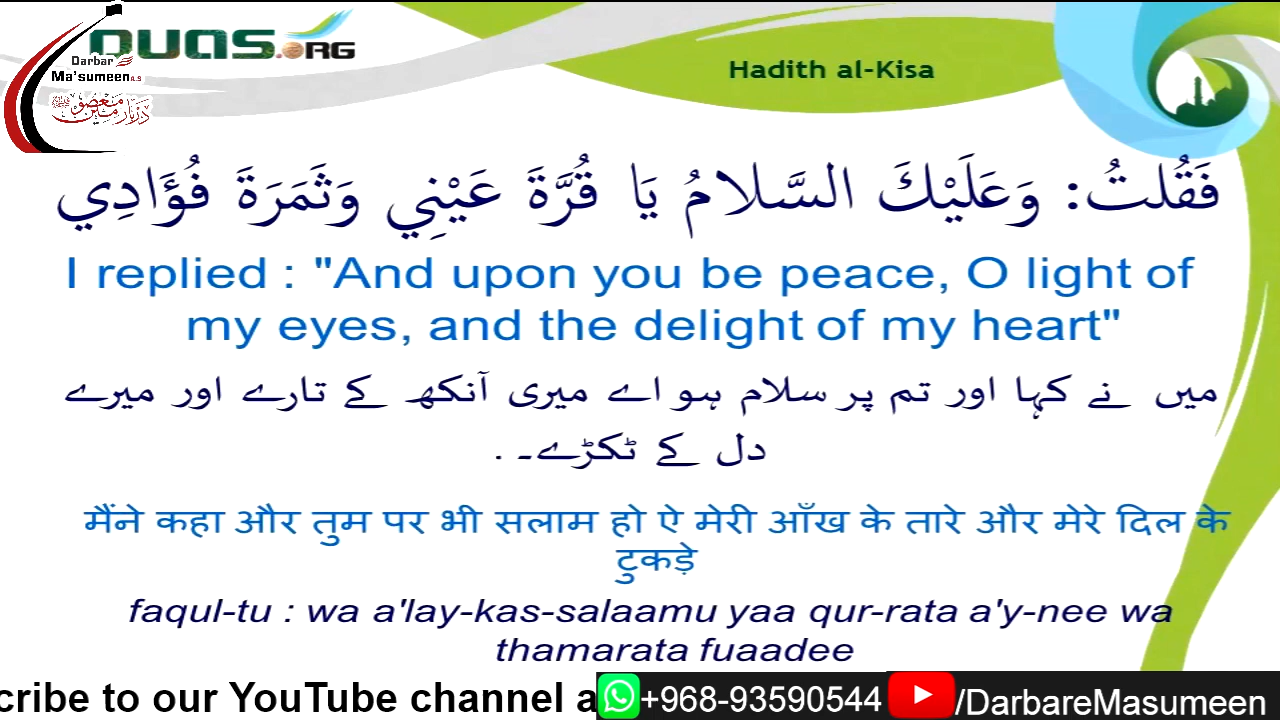 DUAS.ORG
Darbar
Ma'sumeen A.S
Hadith al-Kisa
فَقُلتُ: وَعَلَيْكَ السَّلامُ يَا قُرَّةَ عَيْنِي وَثَمَرَةَ فُؤَادِي
I replied : "And upon you be peace, O light of
my eyes, and the delight of my heart"
میں نے کہا اور تم پر سلام ہو اے میری آنکھ کے تارے اور میرے
دل کے ٹکڑے۔ .
मैंने कहा और तुम पर भी सलाम हो ऐ मेरी आँख के तारे और मेरे दिल के
टुकड़े
faqul-tu : wa a'lay-kas-salaamu yaa qur-rata a'y-nee wa
thamarata fuaadee
cribe to our YouTube channel a +968-93590544 /DarbareMasumeen